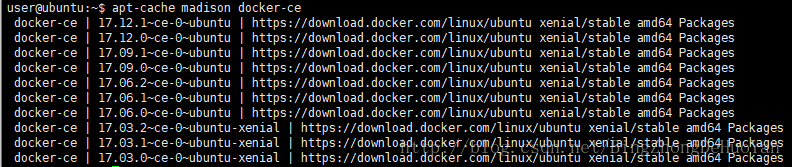 user@ubuntu:~$ apt-cache madison docker-ce
docker-ce | 17.12.1~ce-0~ubuntu | https://download.docker.com/linux/ubuntu xenial/stable amd64 Packages
docker-ce | 17.12.0~ce-0~ubuntu | https://download.docker.com/linux/ubuntu xenial/stable amd64 Packages
docker-ce | 17.09.1~ce-0~ubuntu | https://download.docker.com/linux/ubuntu xenial/stable amd64 Packages
docker-ce | 17.09.0~ce-0~ubuntu | https://download.docker.com/linux/ubuntu xenial/stable amd64 Packages
docker-ce | 17.06.2~ce-0~ubuntu | https://download.docker.com/linux/ubuntu xenial/stable amd64 Packages
docker-ce | 17.06.1~ce-0~ubuntu | https://download.docker.com/linux/ubuntu xenial/stable amd64 Packages
docker-ce | 17.06.0~ce-0~ubuntu | https://download.docker.com/linux/ubuntu xenial/stable amd64 Packages
docker-ce | 17.03.2~ce-0~ubuntu-xenial | https://download.docker.com/linux/ubuntu xenial/stable amd64 Packages
docker-ce | 17.03.1~ce-0~ubuntu-xenial | https://download.docker.com/linux/ubuntu xenial/stable amd64 Packages
docker-ce | 17.03.0~ce-0~ubuntu-xenial | https://download.docker.com/linux/ubuntu xenial/stable amd64 Packages